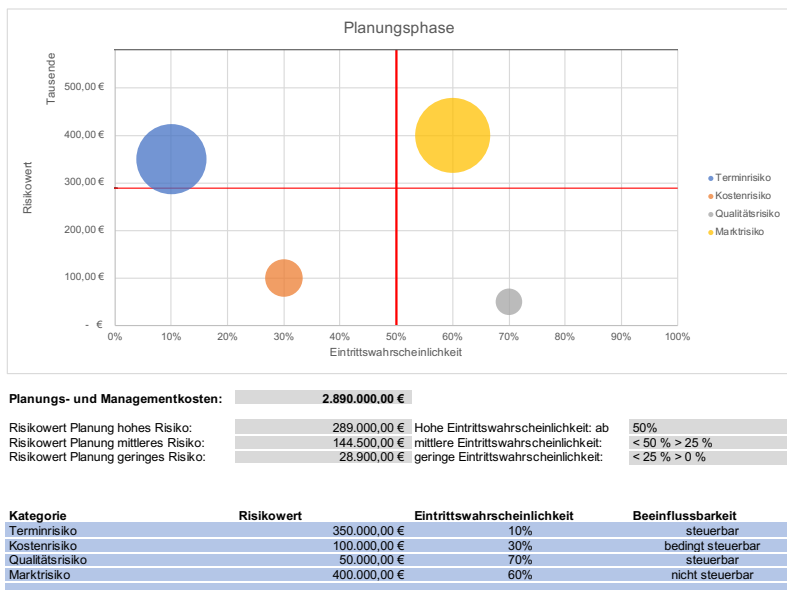 Planungsphase
Tausende
Risikowert
500,00 €
400,00 €
300,00 €
200,00 €
100,00 €
- €
0% 10% 20% 30% 40% 50% 60% 70% 80% 90% 100%
Eintrittswahrscheinlichkeit
Terminrisiko
Kostenrisiko
Qualitätsrisiko
Marktrisiko
Planungs- und Managementkosten: 2.890.000,00 €
Risikowert Planung hohes Risiko: 289.000,00 € Hohe Eintrittswahrscheinlichkeit: ab 50%
Risikowert Planung mittleres Risiko: 144.500,00 € mittlere Eintrittswahrscheinlichkeit: < 50 % > 25 %
Risikowert Planung geringes Risiko: 28.900,00 € geringe Eintrittswahrscheinlichkeit: < 25 % > 0 %
Kategorie Risikowert Eintrittswahrscheinlichkeit Beeinflussbarkeit
Terminrisiko 350.000,00 € 10% steuerbar
Kostenrisiko 100.000,00 € 30% bedingt steuerbar
Qualitätsrisiko 50.000,00 € 70% steuerbar
Marktrisiko 400.000,00 € 60% nicht steuerbar